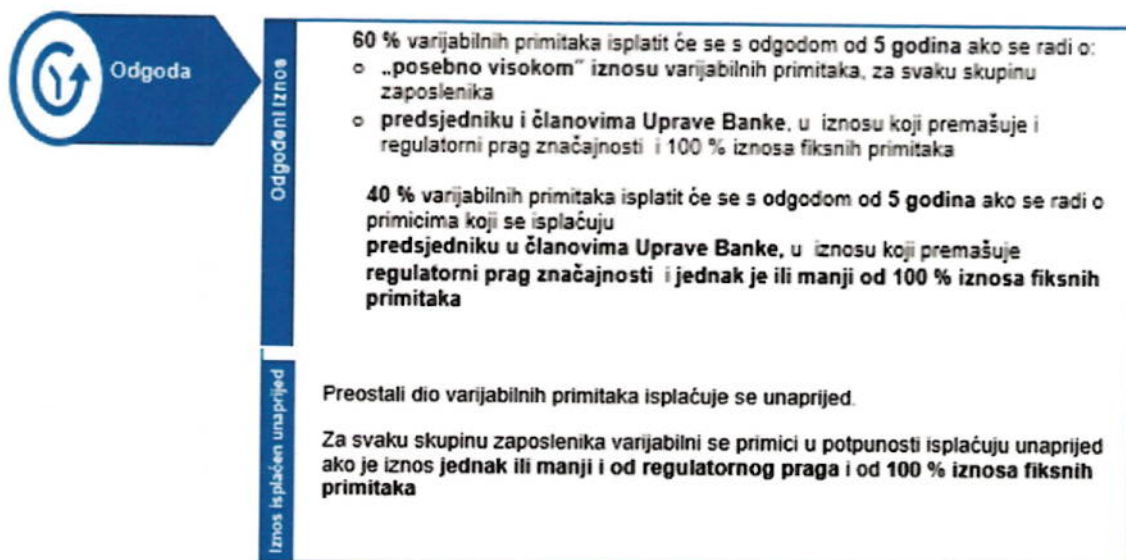 Odgoda
Odgođeni iznos
60 % varijabilnih primitaka isplatit će se s odgodom od 5 godina ako se radi o:
o „posebno visokom" iznosu varijabilnih primitaka, za svaku skupinu
zaposlenika
o predsjedniku i članovima Uprave Banke, u iznosu koji premašuje i
regulatorni prag značajnosti i 100 % iznosa fiksnih primitaka
40 % varijabilnih primitaka isplatit će se s odgodom od 5 godina ako se radi o
primicima koji se isplaćuju
predsjedniku u članovima Uprave Banke, u iznosu koji premašuje
regulatorni prag značajnosti i jednak je ili manji od 100 % iznosa fiksnih
primitaka
Iznos isplaćen unaprijed
Preostali dio varijabilnih primitaka isplaćuje se unaprijed.
Za svaku skupinu zaposlenika varijabilni se primici u potpunosti isplaćuju unaprijed
ako je iznos jednak ili manji i od regulatornog praga i od 100 % iznosa fiksnih
primitaka